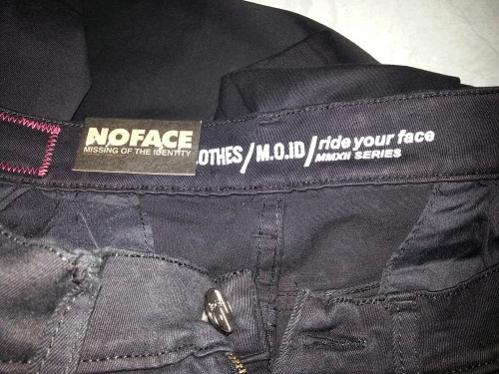 NOFACE
MISSING OF THE IDENTITY
OTHES/M.O.ID/ride your face
MMXII SERIES